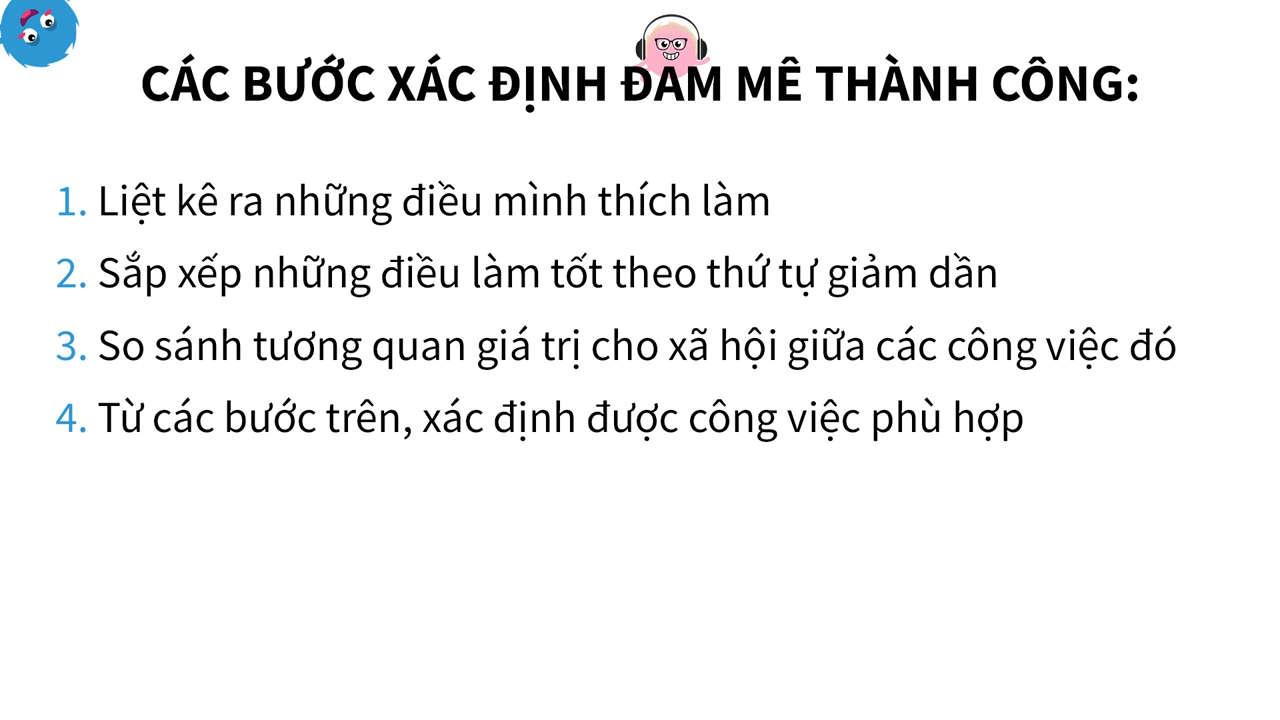 CÁC BƯỚC XÁC ĐỊNH ĐAM MÊ THÀNH CÔNG:
1. Liệt kê ra những điều mình thích làm
2. Sắp xếp những điều làm tốt theo thứ tự giảm dần
3. So sánh tương quan giá trị cho xã hội giữa các công việc đó
4. Từ các bước trên, xác định được công việc phù hợp